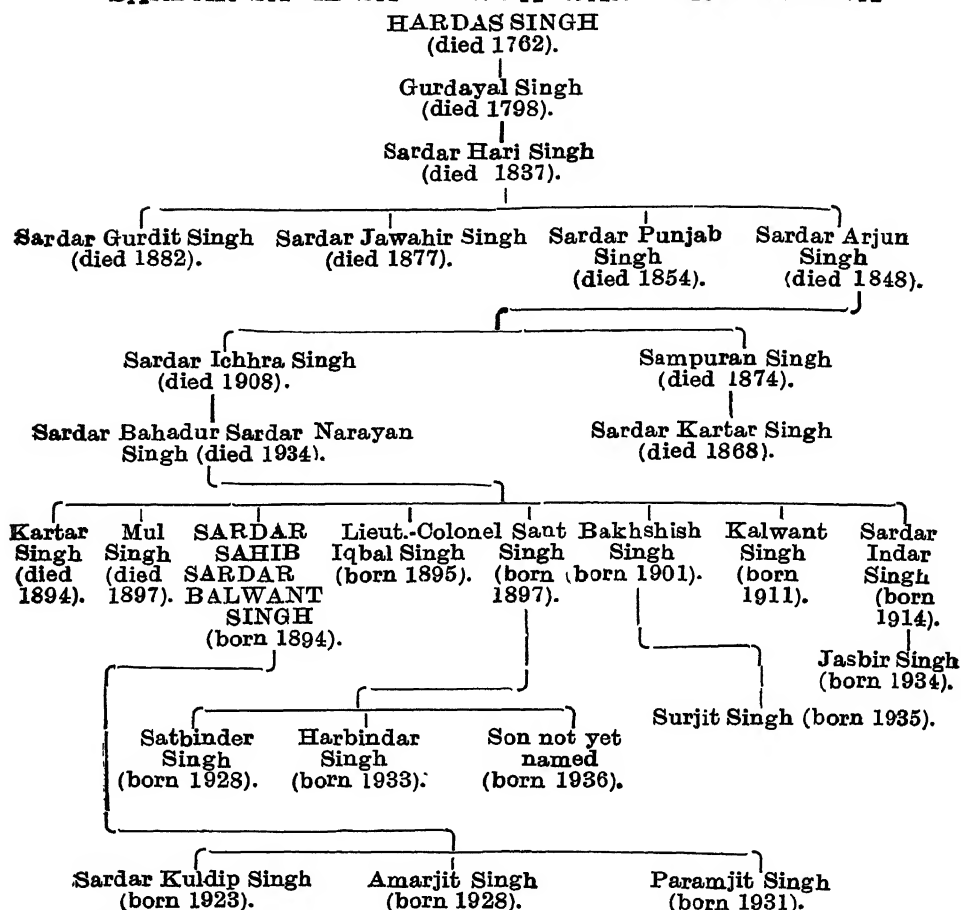 HARDAS SINGH
(died 1762).
Gurdayal Singh
(died 1798).
Sardar Hari Singh
(died 1837).
Sardar Gurdit Singh
(died 1882).
Sardar Jawahir Singh
(died 1877).
Sardar Punjab
Singh
(died 1854).
Sardar Arjun
Singh
(died 1848).
Sardar Ichhra Singh
(died 1908).
Sampuran Singh
(died 1874).
Sardar Bahadur Sardar Narayan
Singh (died 1934).
Sardar Kartar Singh
(died 1868).
Kartar
Singh
(died
1894).
Mul
Singh
(died
1897).
SARDAR
SAHIB
SARDAR
BALWANT
SINGH
(born 1894).
Lieut.-Colonel
Iqbal Singh
(born 1895).
Sant
Singh
(born
1897).
Bakhshish
Singh
(born 1901).
Kalwant
Singh
(born
1911).
Sardar
Indar
Singh
(born
1914).
Jasbir Singh
(born 1934).
Surjit Singh (born 1935).
Satbinder
Singh
(born 1928).
Harbindar
Singh
(born 1933).
Son not yet
named
(born 1936).
Sardar Kuldip Singh
(born 1923).
Amarjit Singh
(born 1928).
Paramjit Singh
(born 1931).